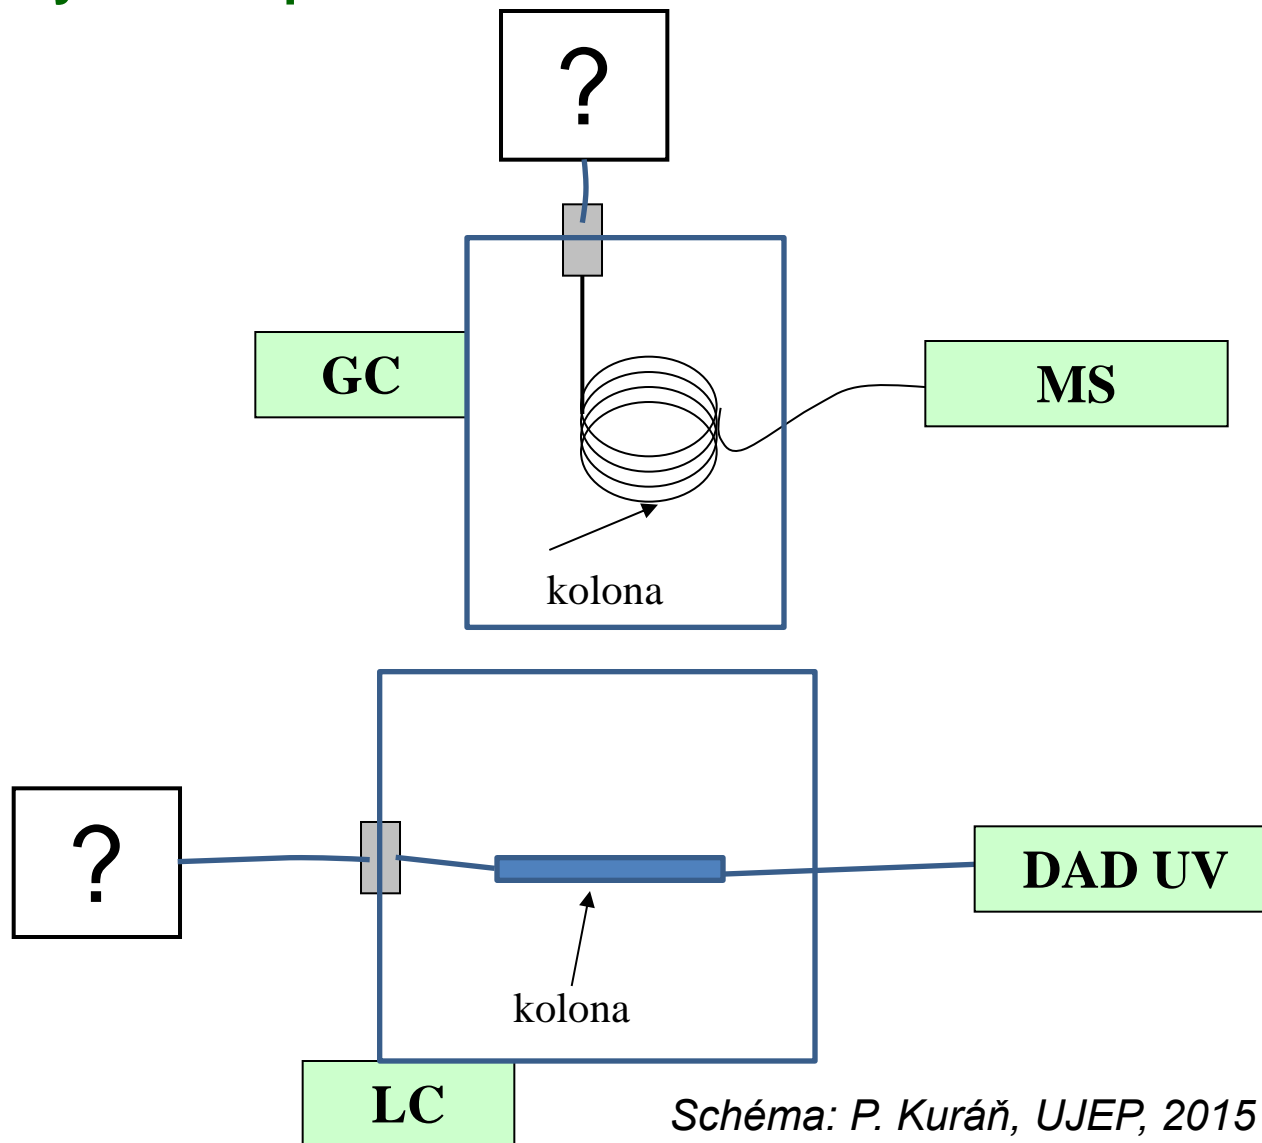 ?
GC
MS
kolona
?
DAD UV
kolona
LC
Schéma: P. Kuráň, UJEP, 2015